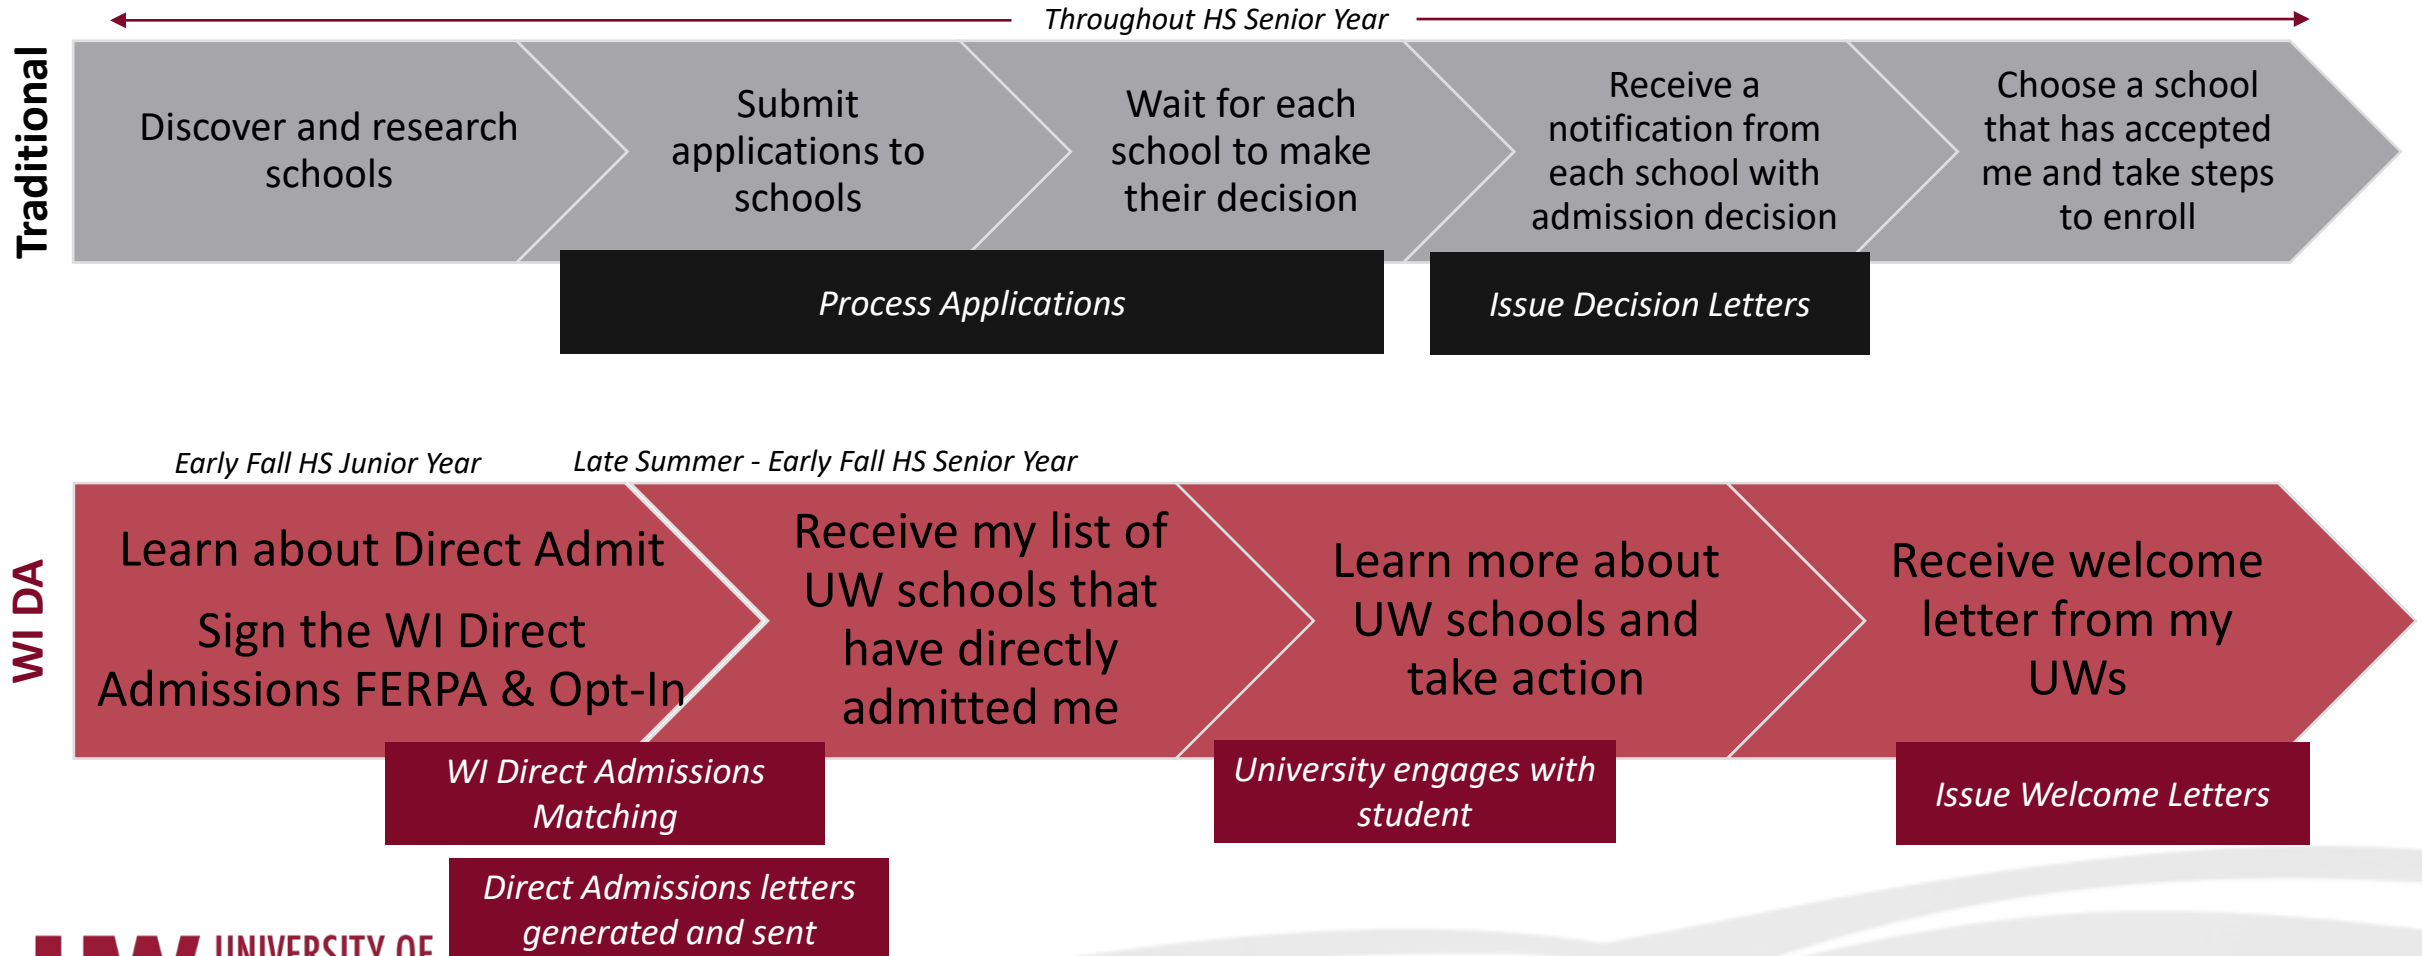 Throughout HS Senior Year
Traditional
Discover and research
schools
Submit
applications to
schools
Wait for each
school to make
their decision
Receive a
notification from
each school with
admission decision
Choose a school
that has accepted
me and take steps
to enroll
Process Applications
Issue Decision Letters
Early Fall HS Junior Year
Late Summer - Early Fall HS Senior Year
WI DA
Learn about Direct Admit
Sign the WI Direct
Admissions FERPA & Opt-In
Receive my list of
UW schools that
have directly
admitted me
Learn more about
UW schools and
take action
Receive welcome
letter from my
UWs
WI Direct Admissions
Matching
University engages with
student
Issue Welcome Letters
Direct Admissions letters
generated and sent
UNIVERSITY OF